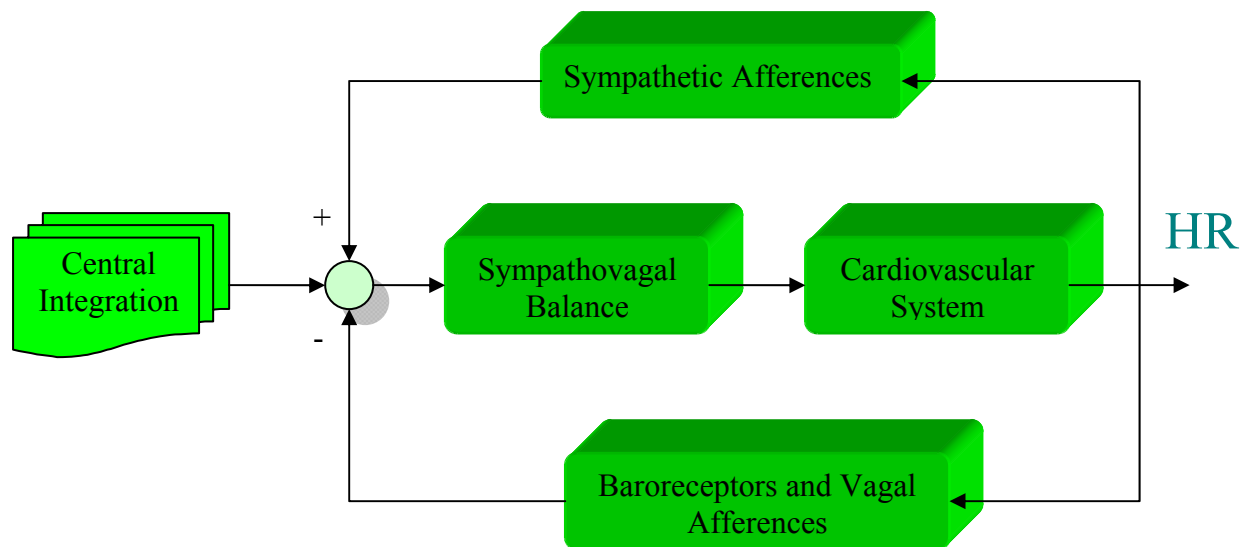 Sympathetic Afferences
+
HR
Central
Integration
Sympathovagal
Balance
Cardiovascular
System
-
Baroreceptors and Vagal
Afferences